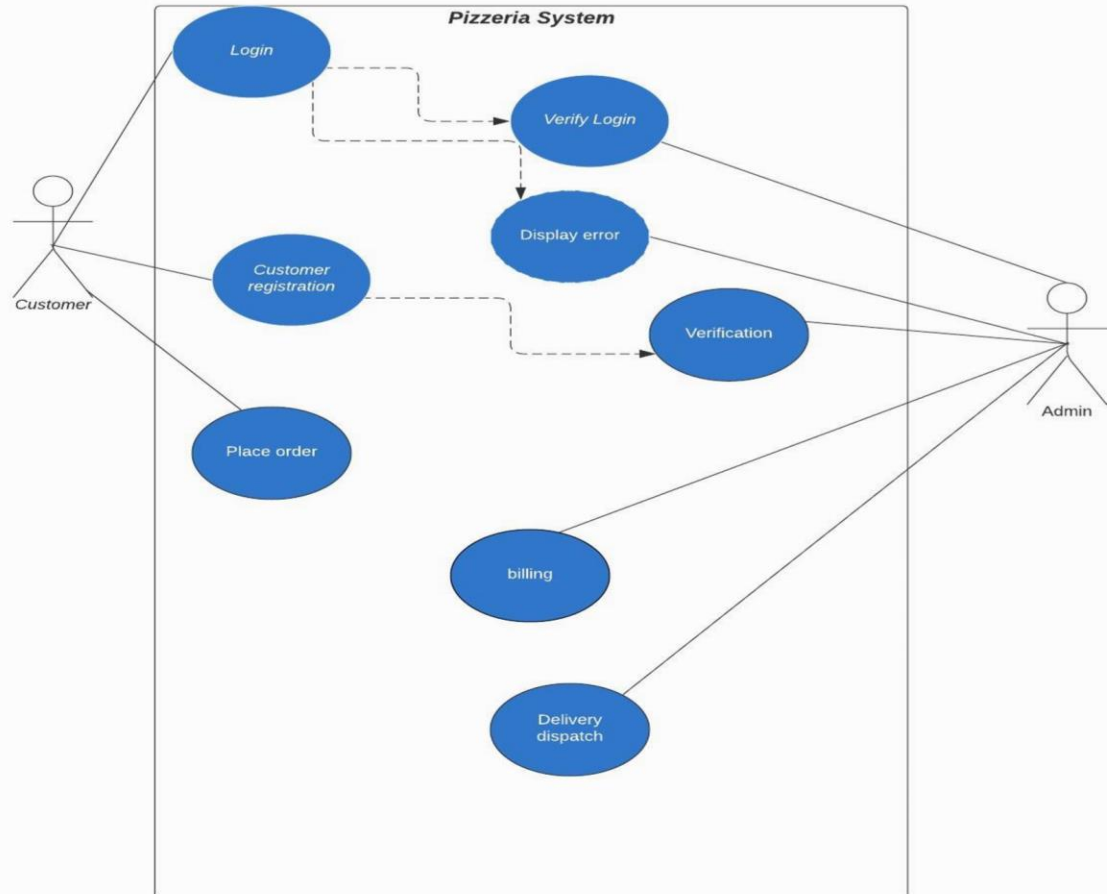 Pizzeria System
Login
Verify Login
Display error
Customer
registration
Customer
Verification
Admin
Place order
billing
Delivery
dispatch